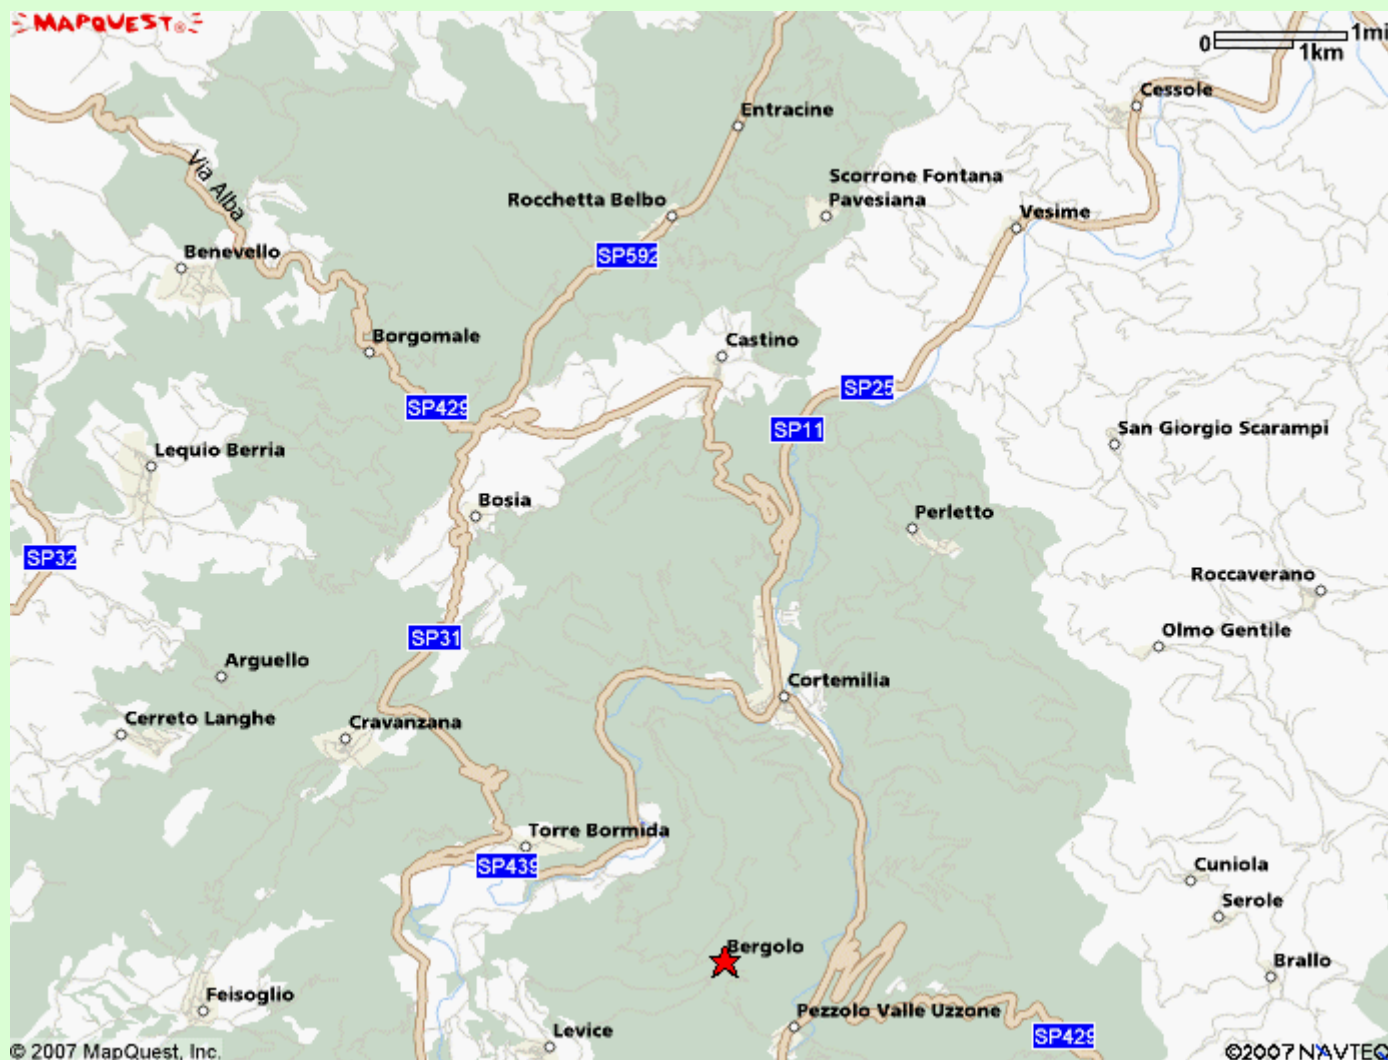 MAPQUEST®
0
1mi
1km
Cessole
Entracine
Via Alba
Scorrone Fontana
Pavesiana
Rocchetta Belbo
Vesime
Benevello
SP592
Borgomale
Castino
SP25
SP429
SP11
San Giorgio Scarampi
Lequio Berria
Bosia
Perletto
SP32
Roccaverano
SP31
Olmo Gentile
Arguello
Cortemilia
Cerreto Langhe
Cravanzana
Torre Bormida
SP439
Cuniola
Serole
Bergolo
Brallo
Feisoglio
Pezzolo Valle Uzzone
Levice
SP429
© 2007 MapQuest, Inc.
©2007 NAVTEQ